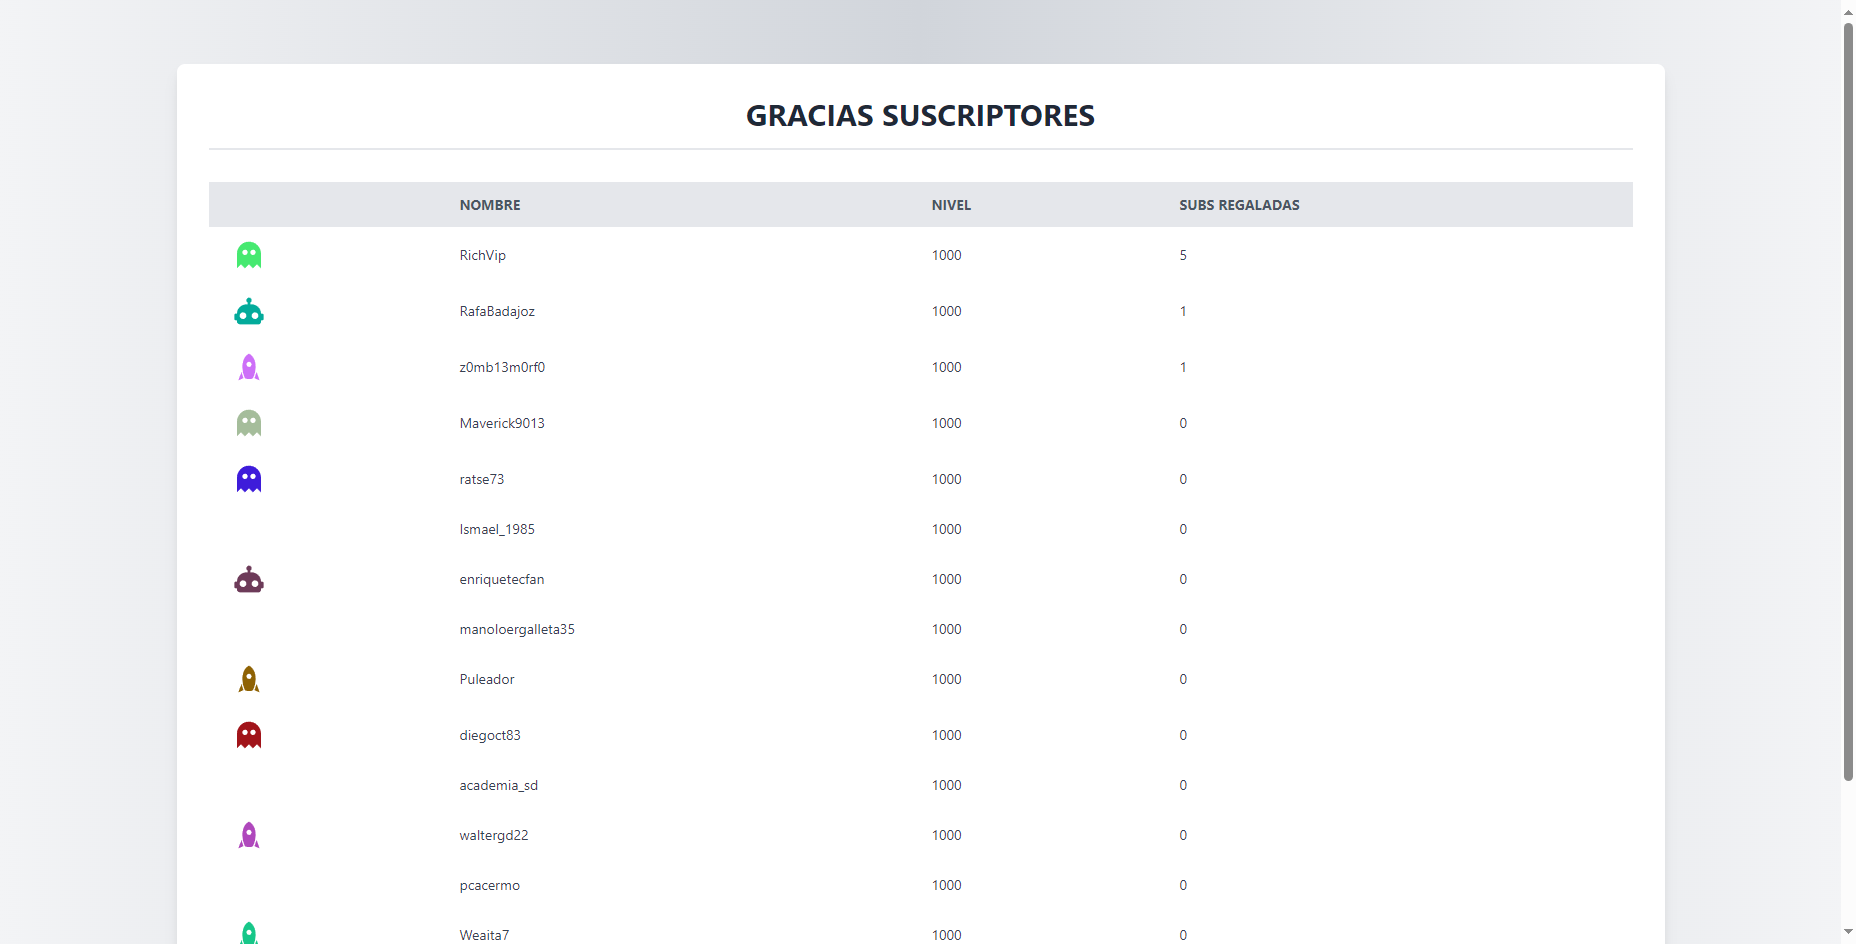 GRACIAS SUSCRIPTORES
NOMBRE NIVEL SUBS REGALADAS
RichVip 1000 5
RafaBadajoz 1000 1
z0mb13m0rf0 1000 1
Maverick9013 1000 0
ratse73 1000 0
Ismael_1985 1000 0
enriquetecfan 1000 0
manoloergalleta35 1000 0
Puleador 1000 0
diegoct83 1000 0
academia_sd 1000 0
waltergd22 1000 0
pcacermo 1000 0
Weaita7 1000 0